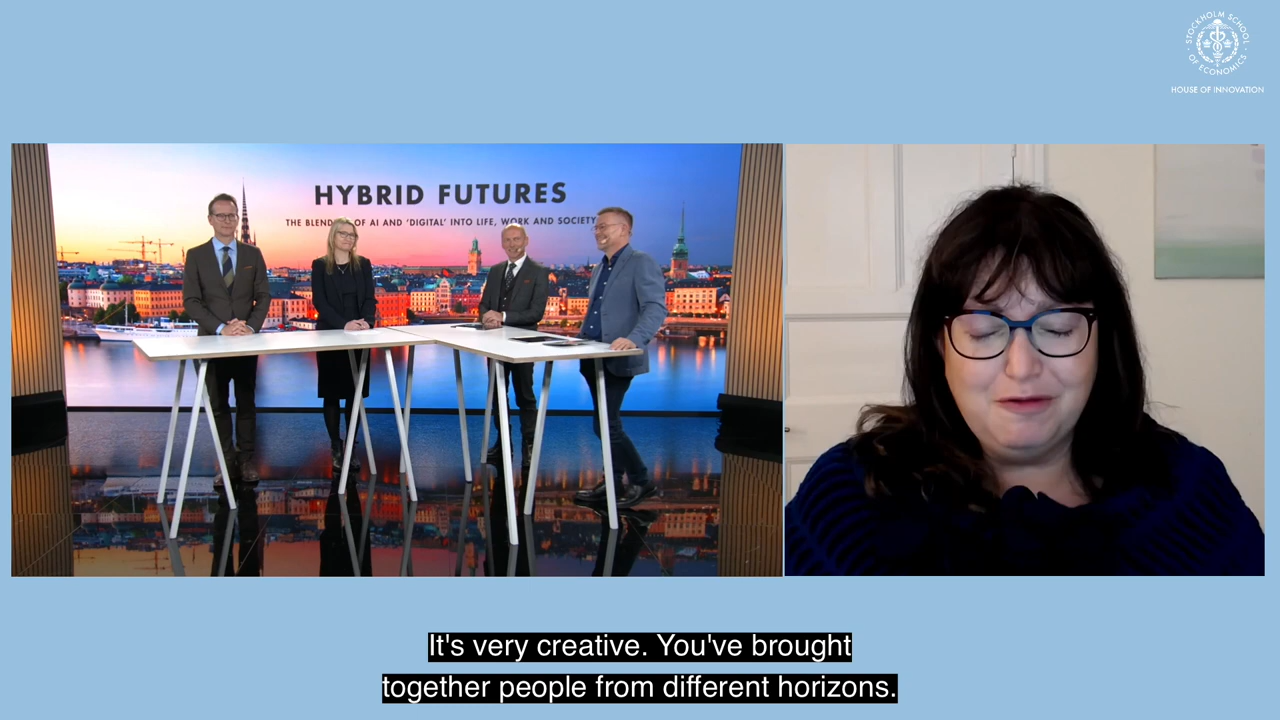 STOCKHOLM SCHOOL
OF ECONOMICS
HOUSE OF INNOVATION
HYBRID FUTURES
THE BLENDING OF AI AND 'DIGITAL' INTO LIFE, WORK AND SOCIETY
It's very creative. You've brought
together people from different horizons.